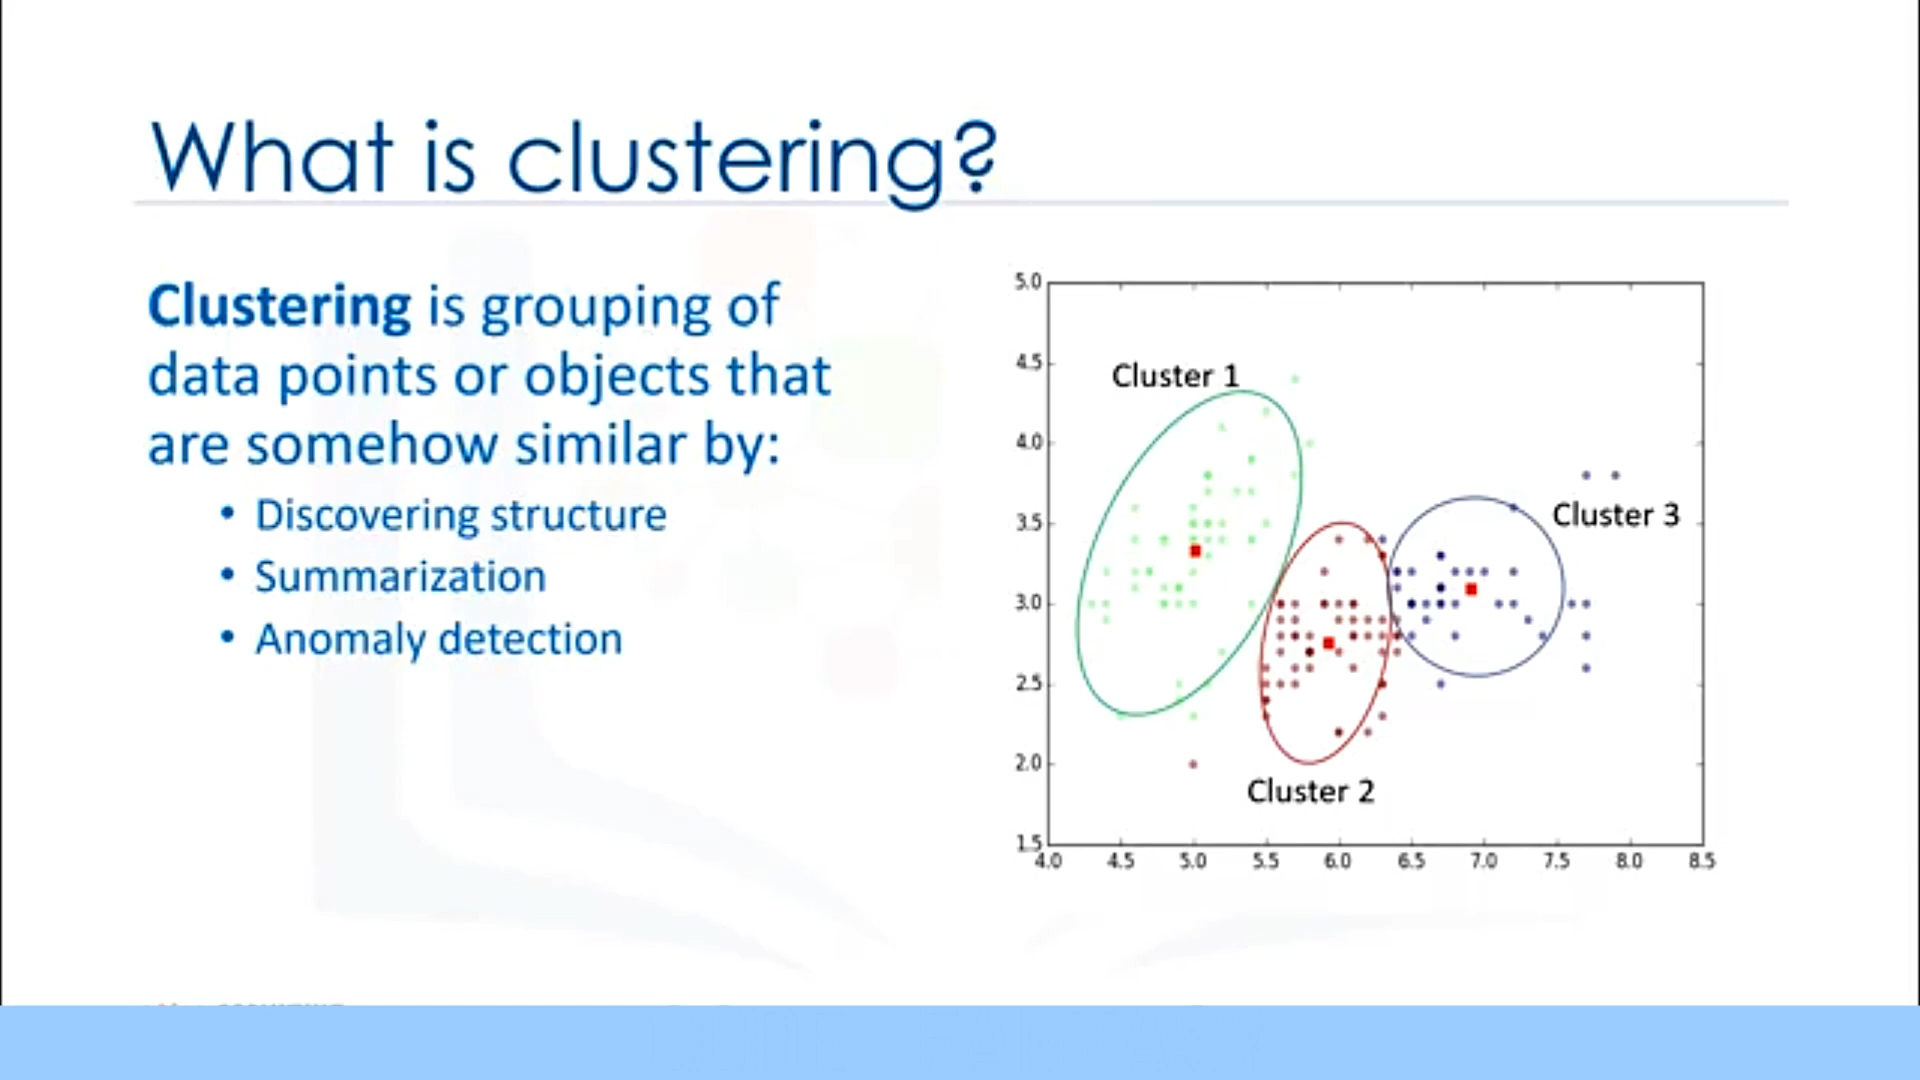 What is clustering?
Clustering is grouping of
data points or objects that
are somehow similar by:
• Discovering structure
• Summarization
• Anomaly detection
5.0
4.5
Cluster 1
4.0
3.5
Cluster 3
3.0
2.5
2.0
Cluster 2
1.5
4.0 4.5 5.0 5.5 6.0 6.5 7.0 7.5 8.0 8.5